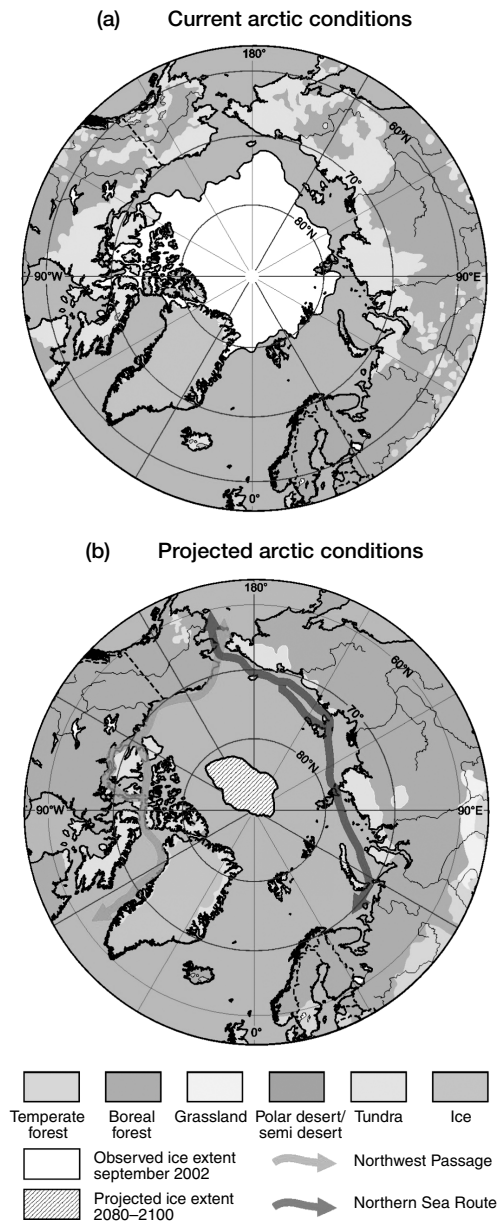 (a) Current arctic conditions
180°
60°N
70°
80°N
90°W
90°E
0°
(b) Projected arctic conditions
180°
60°N
70°
80°N
90°W
90°E
0°
Temperate forest
Boreal forest
Grassland
Polar desert/ semi desert
Tundra
Ice
Observed ice extent september 2002
Northwest Passage
Projected ice extent 2080–2100
Northern Sea Route